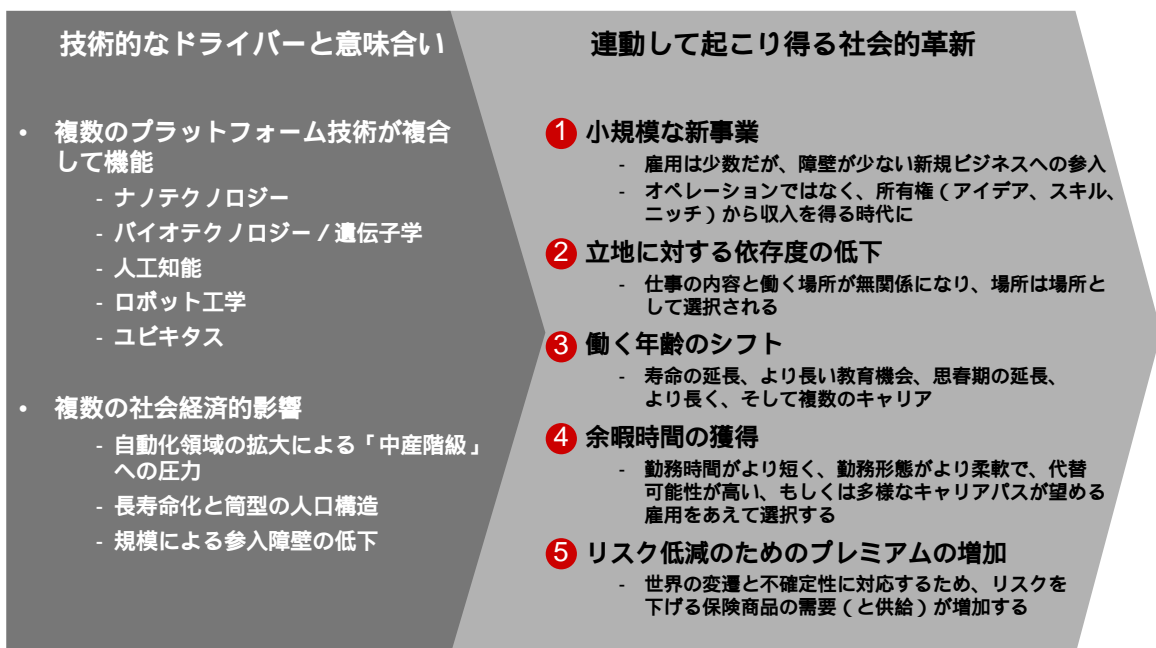 技術的なドライバーと意味合い
• 複数のプラットフォーム技術が複合
して機能
- ナノテクノロジー
- バイオテクノロジー / 遺伝子学
- 人工知能
- ロボット工学
- ユビキタス
• 複数の社会経済的影響
- 自動化領域の拡大による「中産階級」
への圧力
- 長寿命化と筒型の人口構造
- 規模による参入障壁の低下
連動して起こり得る社会的革新
1 小規模な新事業
- 雇用は少数だが、障壁が少ない新規ビジネスへの参入
- オペレーションではなく、所有権(アイデア、スキル、
ニッチ)から収入を得る時代に
2 立地に対する依存度の低下
- 仕事の内容と働く場所が無関係になり、場所は場所と
して選択される
3 働く年齢のシフト
- 寿命の延長、より長い教育機会、思春期の延長、
より長く、そして複数のキャリア
4 余暇時間の獲得
- 勤務時間がより短く、勤務形態がより柔軟で、代替
可能性が高い、もしくは多様なキャリアパスが望める
雇用をあえて選択する
5 リスク低減のためのプレミアムの増加
- 世界の変遷と不確定性に対応するため、リスクを
下げる保険商品の需要(と供給)が増加する